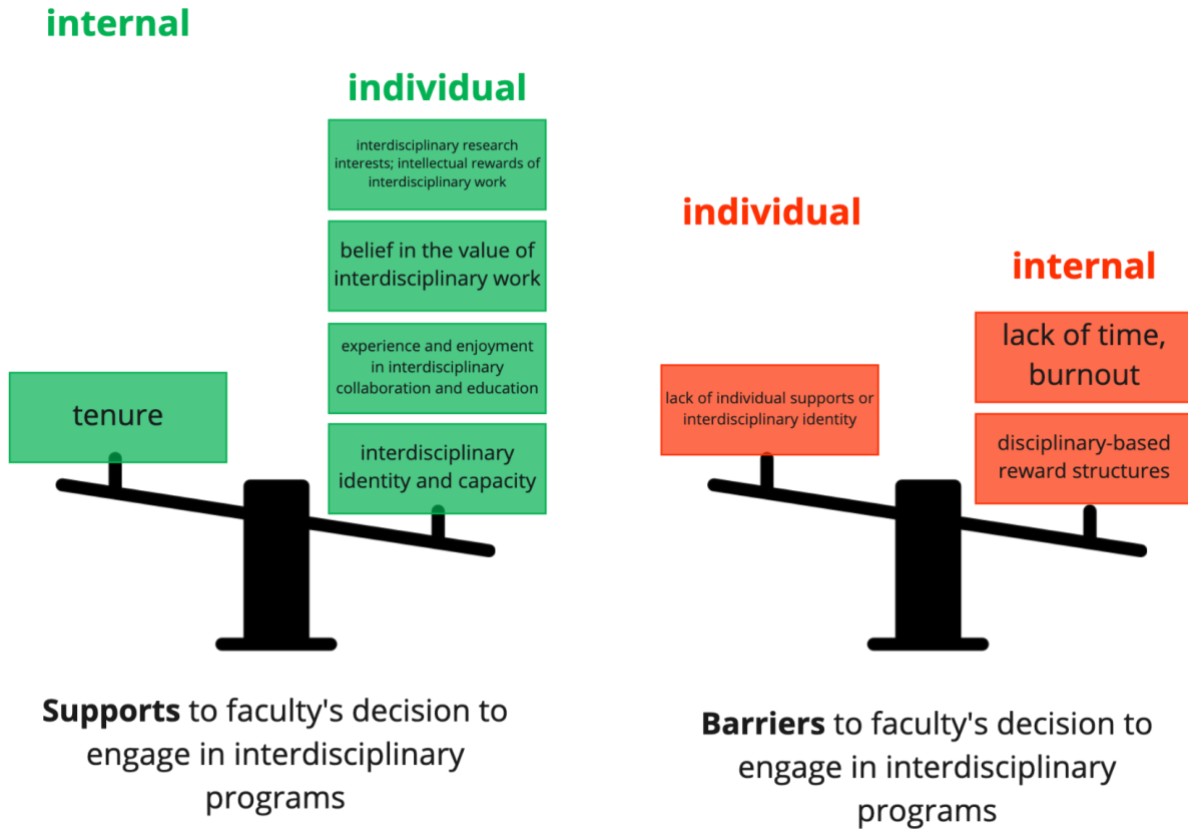 internal
individual
interdisciplinary research
interests; intellectual rewards of
interdisciplinary work
belief in the value of
interdisciplinary work
experience and enjoyment
in interdisciplinary
collaboration and education
interdisciplinary
identity and capacity
tenure
Supports to faculty's decision to
engage in interdisciplinary
programs
individual
internal
lack of time,
burnout
lack of individual supports or
interdisciplinary identity
disciplinary-based
reward structures
Barriers to faculty's decision to
engage in interdisciplinary
programs